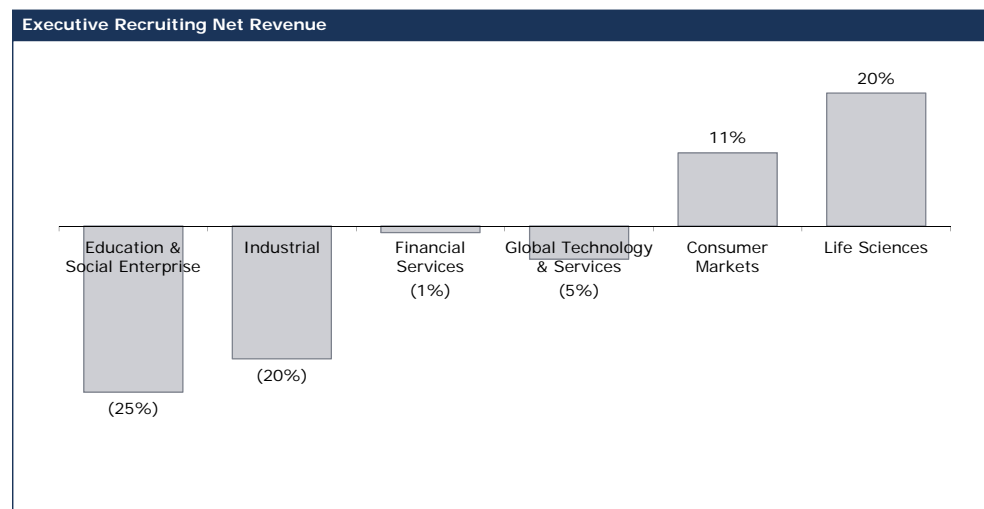 Executive Recruiting Net Revenue
20%
11%
Education &
Social Enterprise
Industrial
Financial
Services
Global Technology
& Services
Consumer
Markets
Life Sciences
(1%)
(5%)
(20%)
(25%)